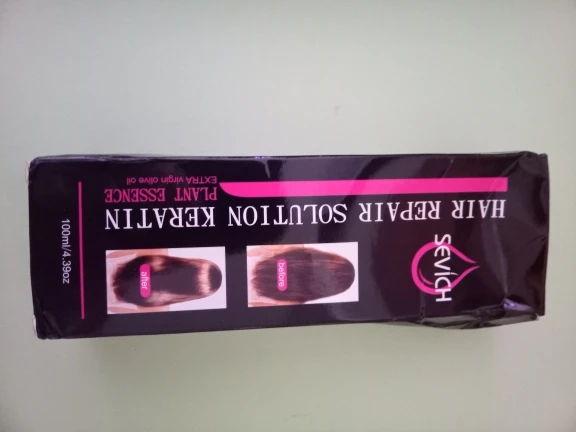 SEVICH
HAIR REPAIR SOLUTION KERATIN
PLANT ESSENCE
EXTRA virgin olive oil
before
after
100ml/4.39oz